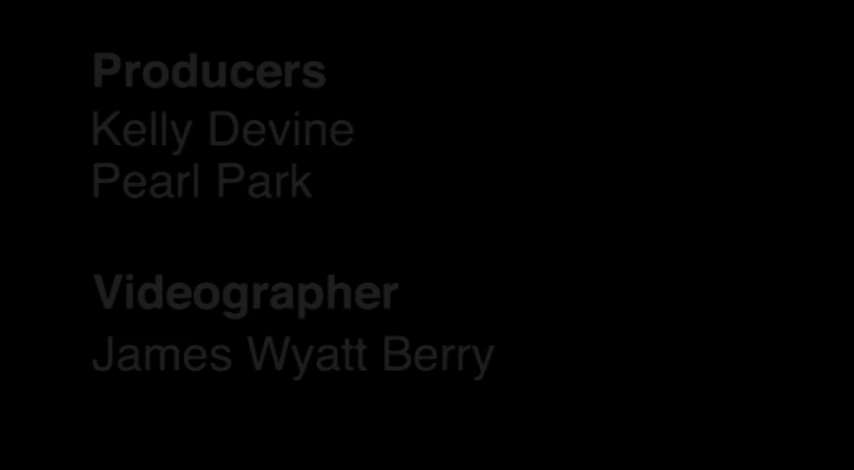 Producers
Kelly Devine
Pearl Park
Videographer
James Wyatt Berry